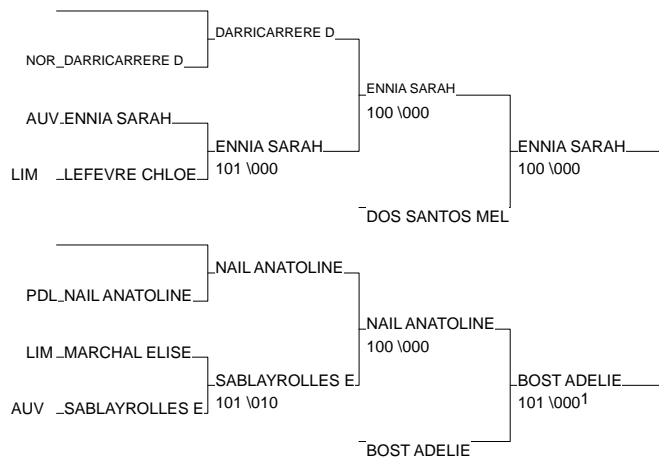 DARRICARRERE D
NOR DARRICARRERE D
ENNIA SARAH
100 \000
AUV ENNIA SARAH
ENNIA SARAH
101 \000
ENNIA SARAH
100 \000
LIM LEFEVRE CHLOE
DOS SANTOS MEL
NAIL ANATOLINE
PDL NAIL ANATOLINE
NAIL ANATOLINE
100 \000
LIM MARCHAL ELISE
SABLAYROLLES E
101 \010
BOST ADELIE
101 \000 1
AUV SABLAYROLLES E
BOST ADELIE